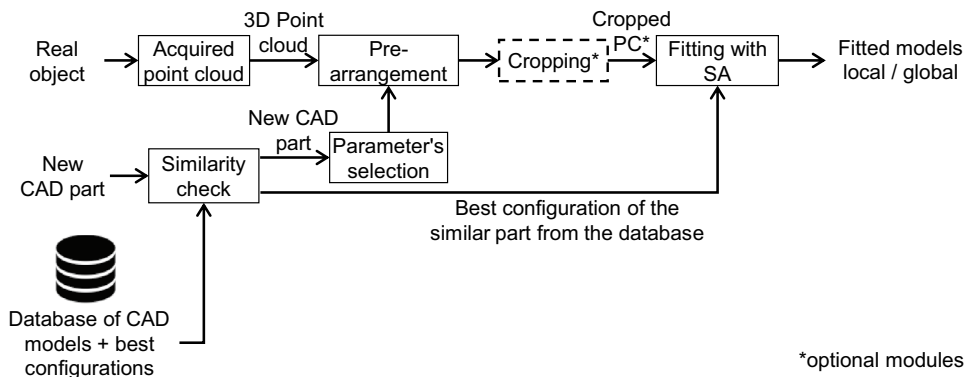 Real
object
Acquired
point cloud
3D Point
cloud
Pre-
arrangement
Cropping*
Cropped
PC*
Fitting with
SA
Fitted models
local / global
New
CAD part
Similarity
check
New CAD
part
Parameter's
selection
Best configuration of the
similar part from the database
Database of CAD
models + best
configurations
*optional modules